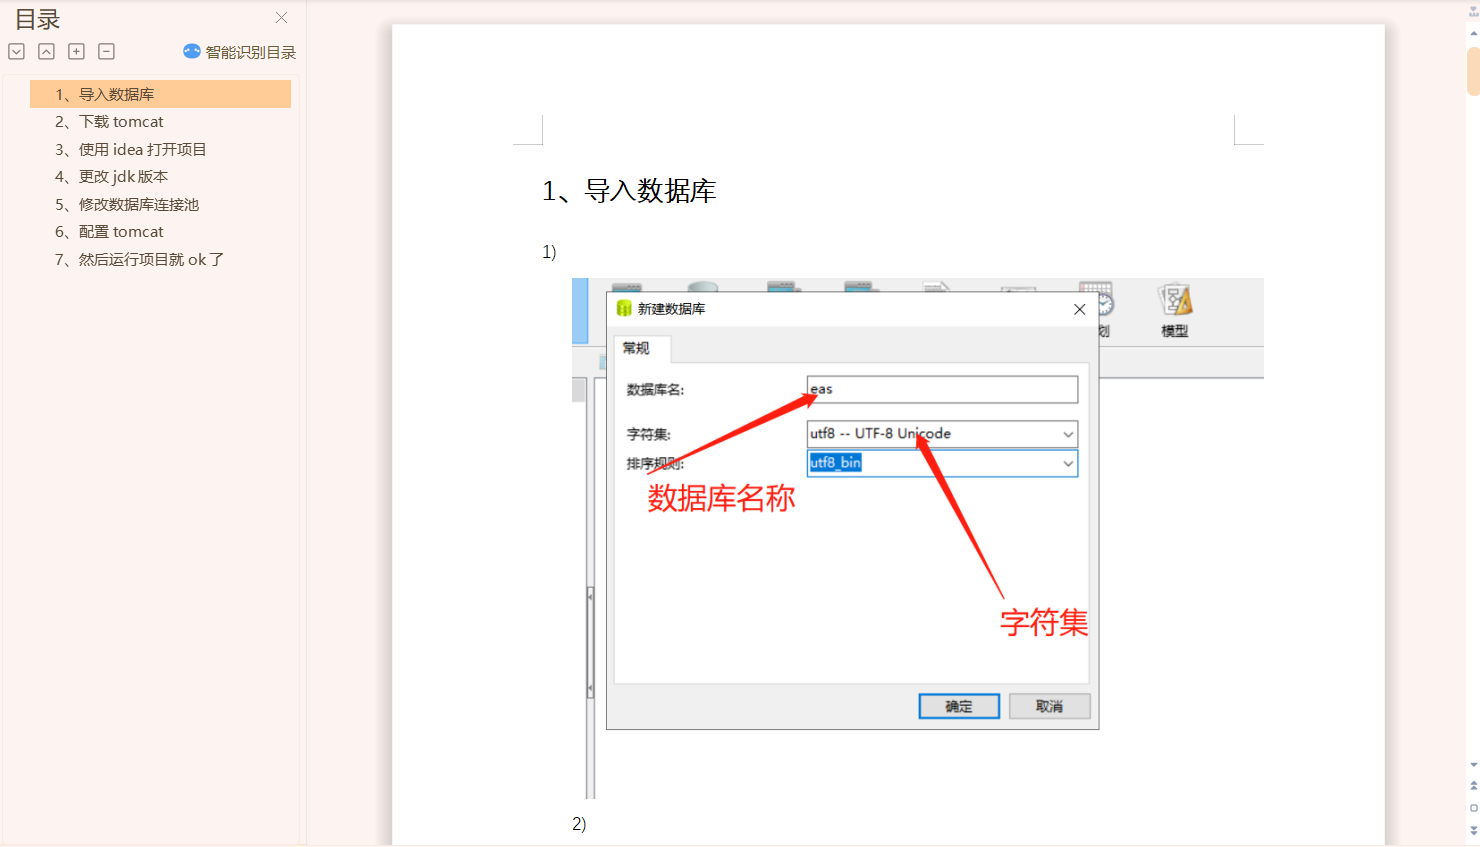 目录
智能识别目录
1、导入数据库
2、下载 tomcat
3、使用 idea 打开项目
4、更改 jdk 版本
5、修改数据库连接池
6、配置 tomcat
7、然后运行项目就 ok 了
1、导入数据库
1)
新建数据库
划
模型
常规
数据库名:
eas
字符集:
utf8 -- UTF-8 Unicode
排序规则:
utf8_bin
数据库名称
字符集
确定
取消
2)